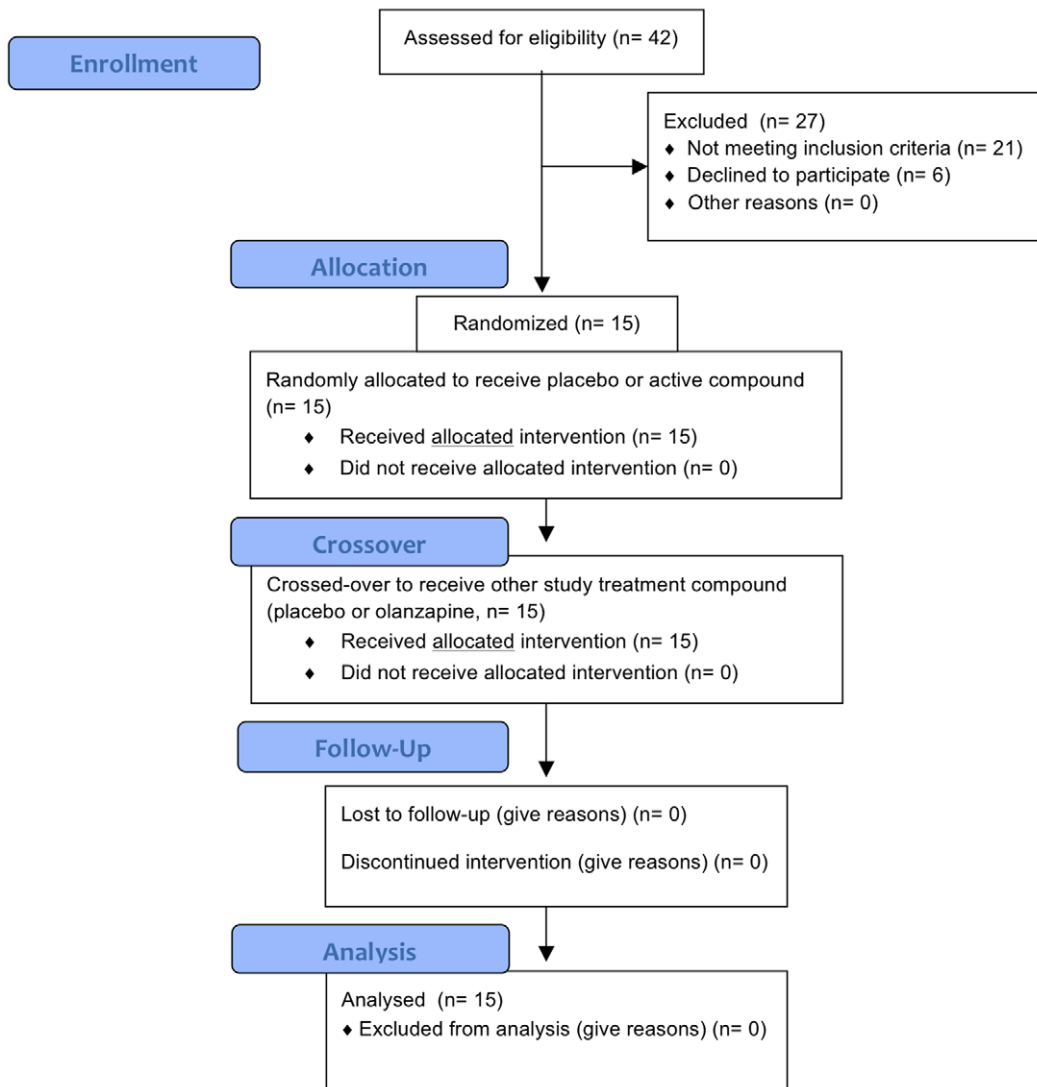 Assessed for eligibility (n= 42)
Enrollment
Excluded  (n= 27)
♦ Not meeting inclusion criteria (n= 21)
♦ Declined to participate (n= 6)
♦ Other reasons (n= 0)
Allocation
Randomized (n= 15)
Randomly allocated to receive placebo or active compound
(n= 15)
♦ Received allocated intervention (n= 15)
♦ Did not receive allocated intervention (n= 0)
Crossover
Crossed-over to receive other study treatment compound
(placebo or olanzapine, n= 15)
♦ Received allocated intervention (n= 15)
♦ Did not receive allocated intervention (n= 0)
Follow-Up
Lost to follow-up (give reasons) (n= 0)
Discontinued intervention (give reasons) (n= 0)
Analysis
Analysed  (n= 15)
♦ Excluded from analysis (give reasons) (n= 0)